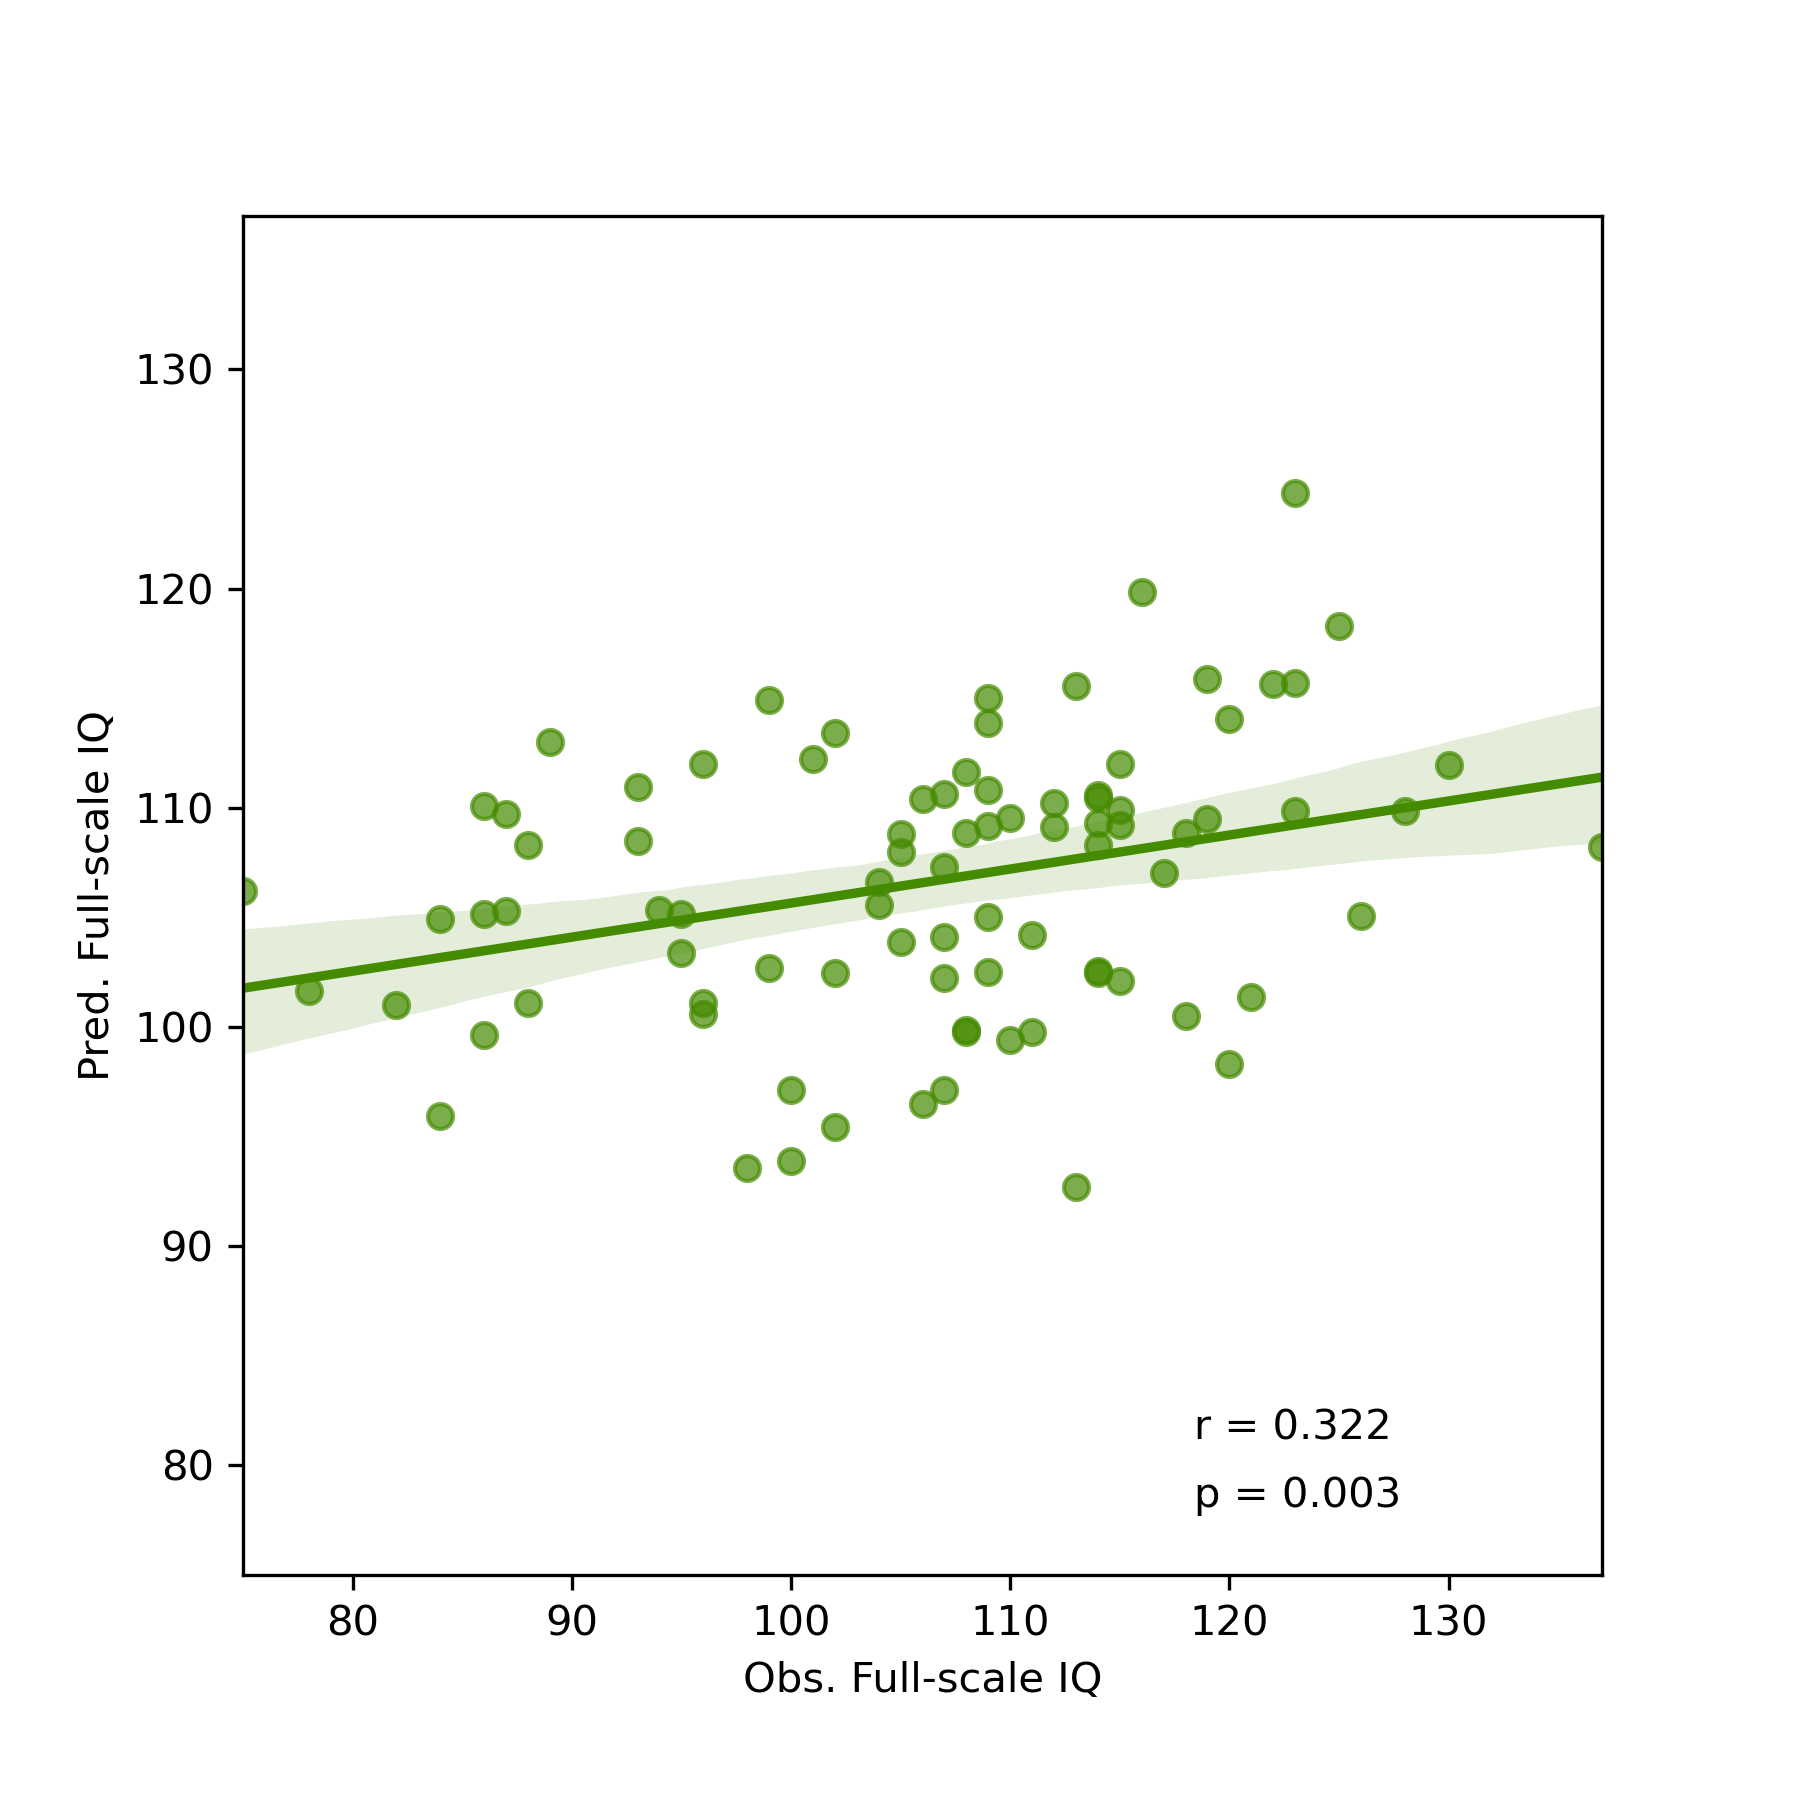 130
120
110
100
90
80
Pred. Full-scale IQ
r = 0.322
p = 0.003
80 90 100 110 120 130
Obs. Full-scale IQ